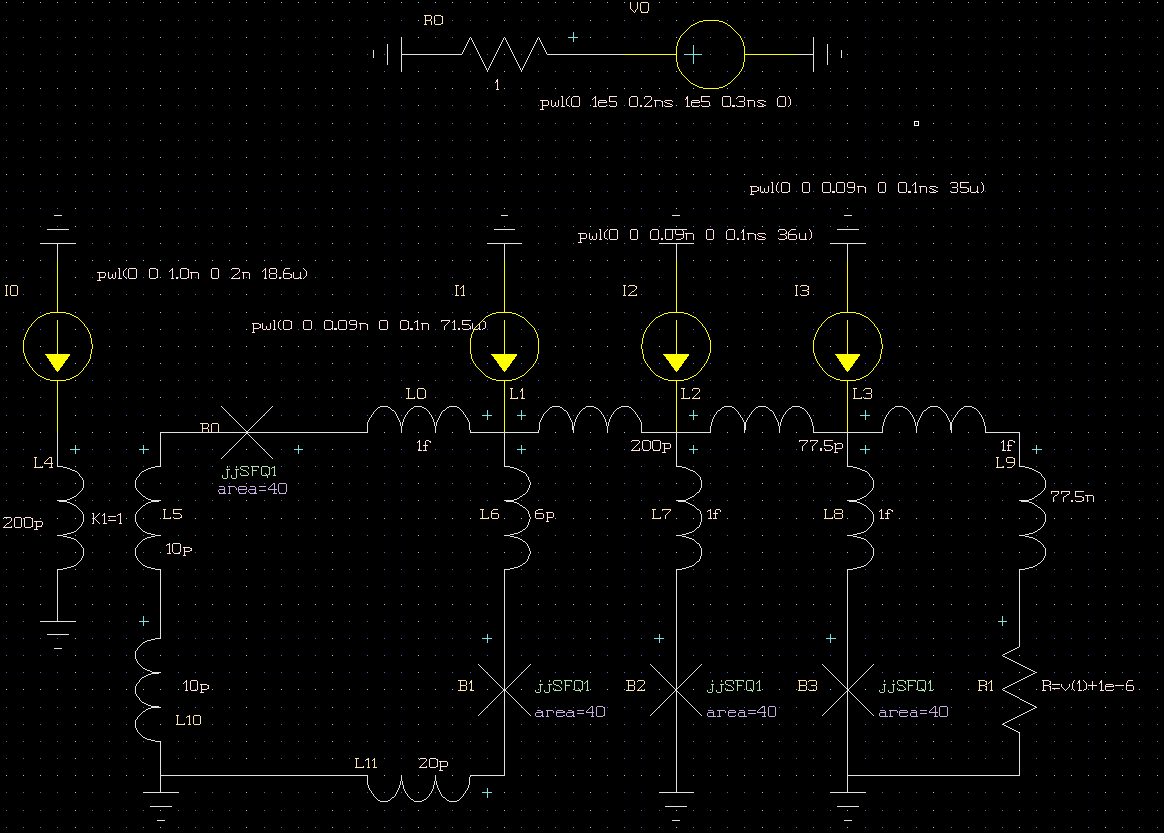 R0
V0
1
pwl(0 1e5 0.2ns 1e5 0.3ns 0)
pwl(0 0 0.09n 0 0.1ns 35u)
pwl(0 0 0.09n 0 0.1ns 36u)
pwl(0 0 1.0n 0 2n 18.6u)
I0
I1
I2
I3
pwl(0 0 0.09n 0 0.1n 71.5u)
L0
L1
L2
L3
B0
1f
200p
77.5p
1f
L4
jjSFQ1
area=40
L9
77.5n
200p
K1=1
L5
L6
6p
L7
1f
L8
1f
10p
10p
B1
jjSFQ1
B2
jjSFQ1
B3
jjSFQ1
R1
R=v(1)+1e-6
area=40
area=40
area=40
L10
L11
20p